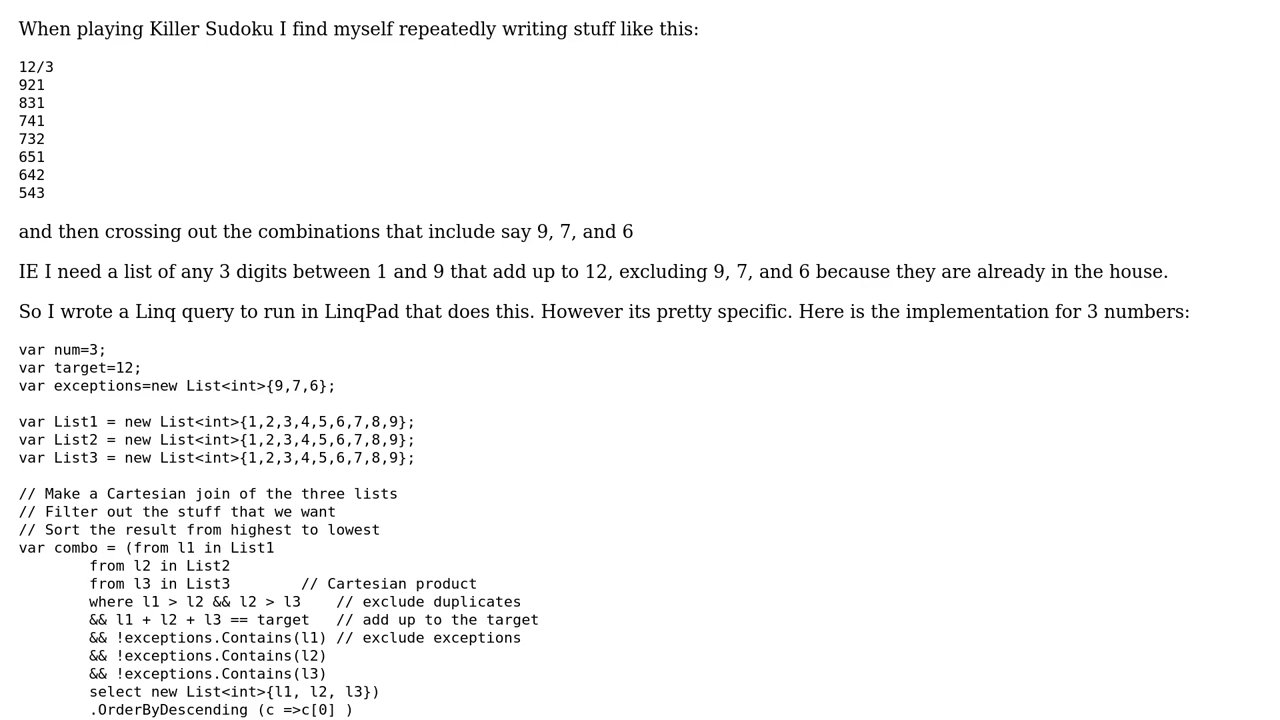 When playing Killer Sudoku I find myself repeatedly writing stuff like this:
12/3
921
831
741
732
651
642
543
and then crossing out the combinations that include say 9, 7, and 6
IE I need a list of any 3 digits between 1 and 9 that add up to 12, excluding 9, 7, and 6 because they are already in the house.
So I wrote a Linq query to run in LinqPad that does this. However its pretty specific. Here is the implementation for 3 numbers:
var num=3;
var target=12;
var exceptions=new List<int>{9,7,6};
var List1 = new List<int>{1,2,3,4,5,6,7,8,9};
var List2 = new List<int>{1,2,3,4,5,6,7,8,9};
var List3 = new List<int>{1,2,3,4,5,6,7,8,9};
// Make a Cartesian join of the three lists
// Filter out the stuff that we want
// Sort the result from highest to lowest
var combo = (from l1 in List1
        from l2 in List2
        from l3 in List3        // Cartesian product
        where l1 > l2 && l2 > l3    // exclude duplicates
        && l1 + l2 + l3 == target   // add up to the target
        && !exceptions.Contains(l1) // exclude exceptions
        && !exceptions.Contains(l2)
        && !exceptions.Contains(l3)
        select new List<int>{l1, l2, l3})
        .OrderByDescending (c =>c[0] )